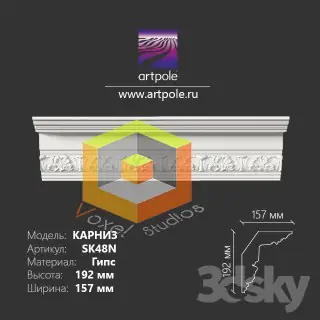 artpole
www.artpole.ru
Voxel Studios
Модель: КАРНИЗ
Артикул: SK48N
Материал: Гипс
Высота: 192 мм
Ширина: 157 мм
157 мм
192 мм
3dsky